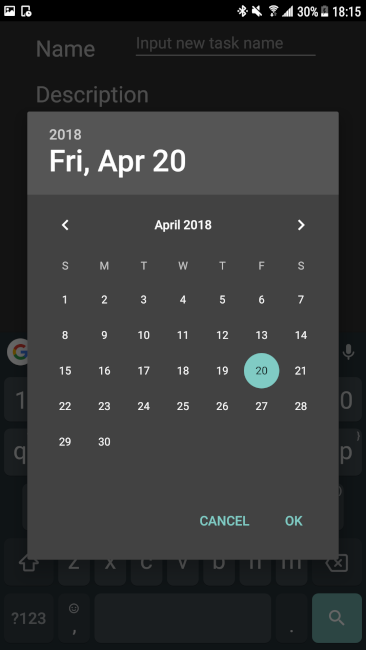 30% 18:15
Name Input new task name
Description
2018
Fri, Apr 20
April 2018
S M T W T F S
1 2 3 4 5 6 7
8 9 10 11 12 13 14
15 16 17 18 19 20 21
22 23 24 25 26 27 28
29 30
CANCEL OK
1 0
q p
z x c v b n m
?123 , .